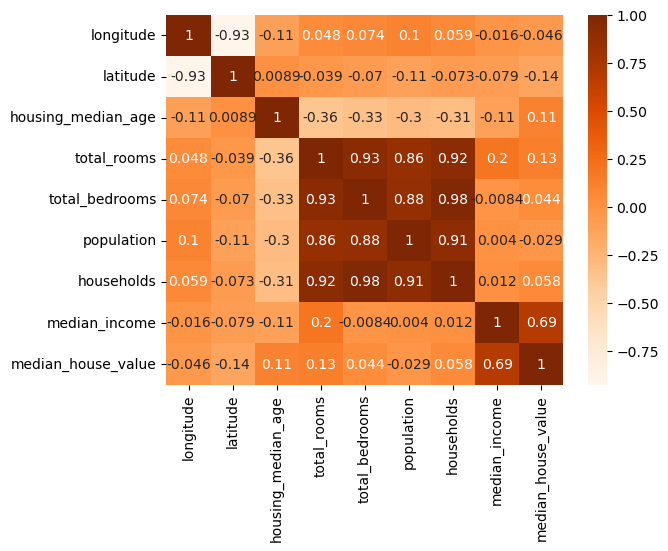 longitude 1 -0.93 -0.11 0.048 0.074 0.1 0.059 -0.016 -0.046
latitude -0.93 1 0.0089 -0.039 -0.07 -0.11 -0.073 -0.079 -0.14
housing_median_age -0.11 0.0089 1 -0.36 -0.33 -0.3 -0.31 -0.11 0.11
total_rooms 0.048 -0.039 -0.36 1 0.93 0.86 0.92 0.2 0.13
total_bedrooms 0.074 -0.07 -0.33 0.93 1 0.88 0.98 -0.0084 0.044
population 0.1 -0.11 -0.3 0.86 0.88 1 0.91 0.004 -0.029
households 0.059 -0.073 -0.31 0.92 0.98 0.91 1 0.012 0.058
median_income -0.016 -0.079 -0.11 0.2 -0.0084 0.004 0.012 1 0.69
median_house_value -0.046 -0.14 0.11 0.13 0.044 -0.029 0.058 0.69 1
longitude
latitude
housing_median_age
total_rooms
total_bedrooms
population
households
median_income
median_house_value
1.00
0.75
0.50
0.25
0.00
−0.25
−0.50
−0.75